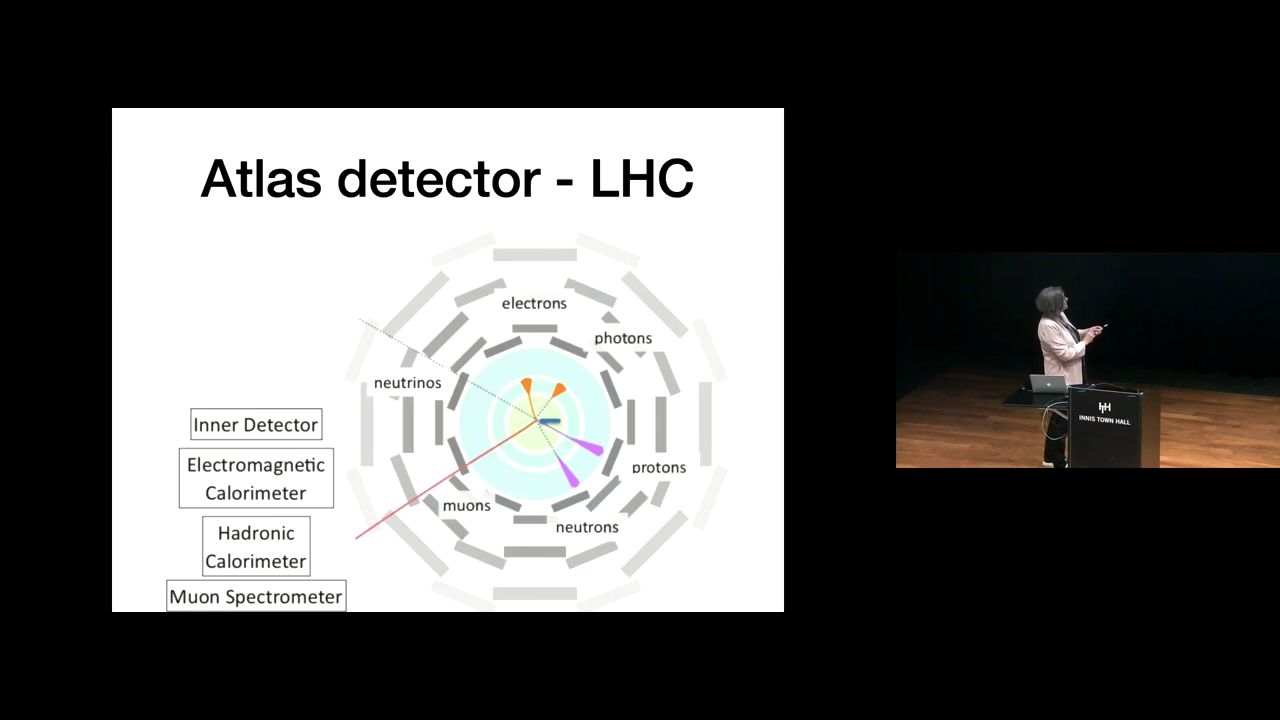 Atlas detector - LHC
electrons
photons
neutrinos
Inner Detector
Electromagnetic
Calorimeter
protons
muons
neutrons
Hadronic
Calorimeter
Muon Spectrometer
INNIS TOWN HALL